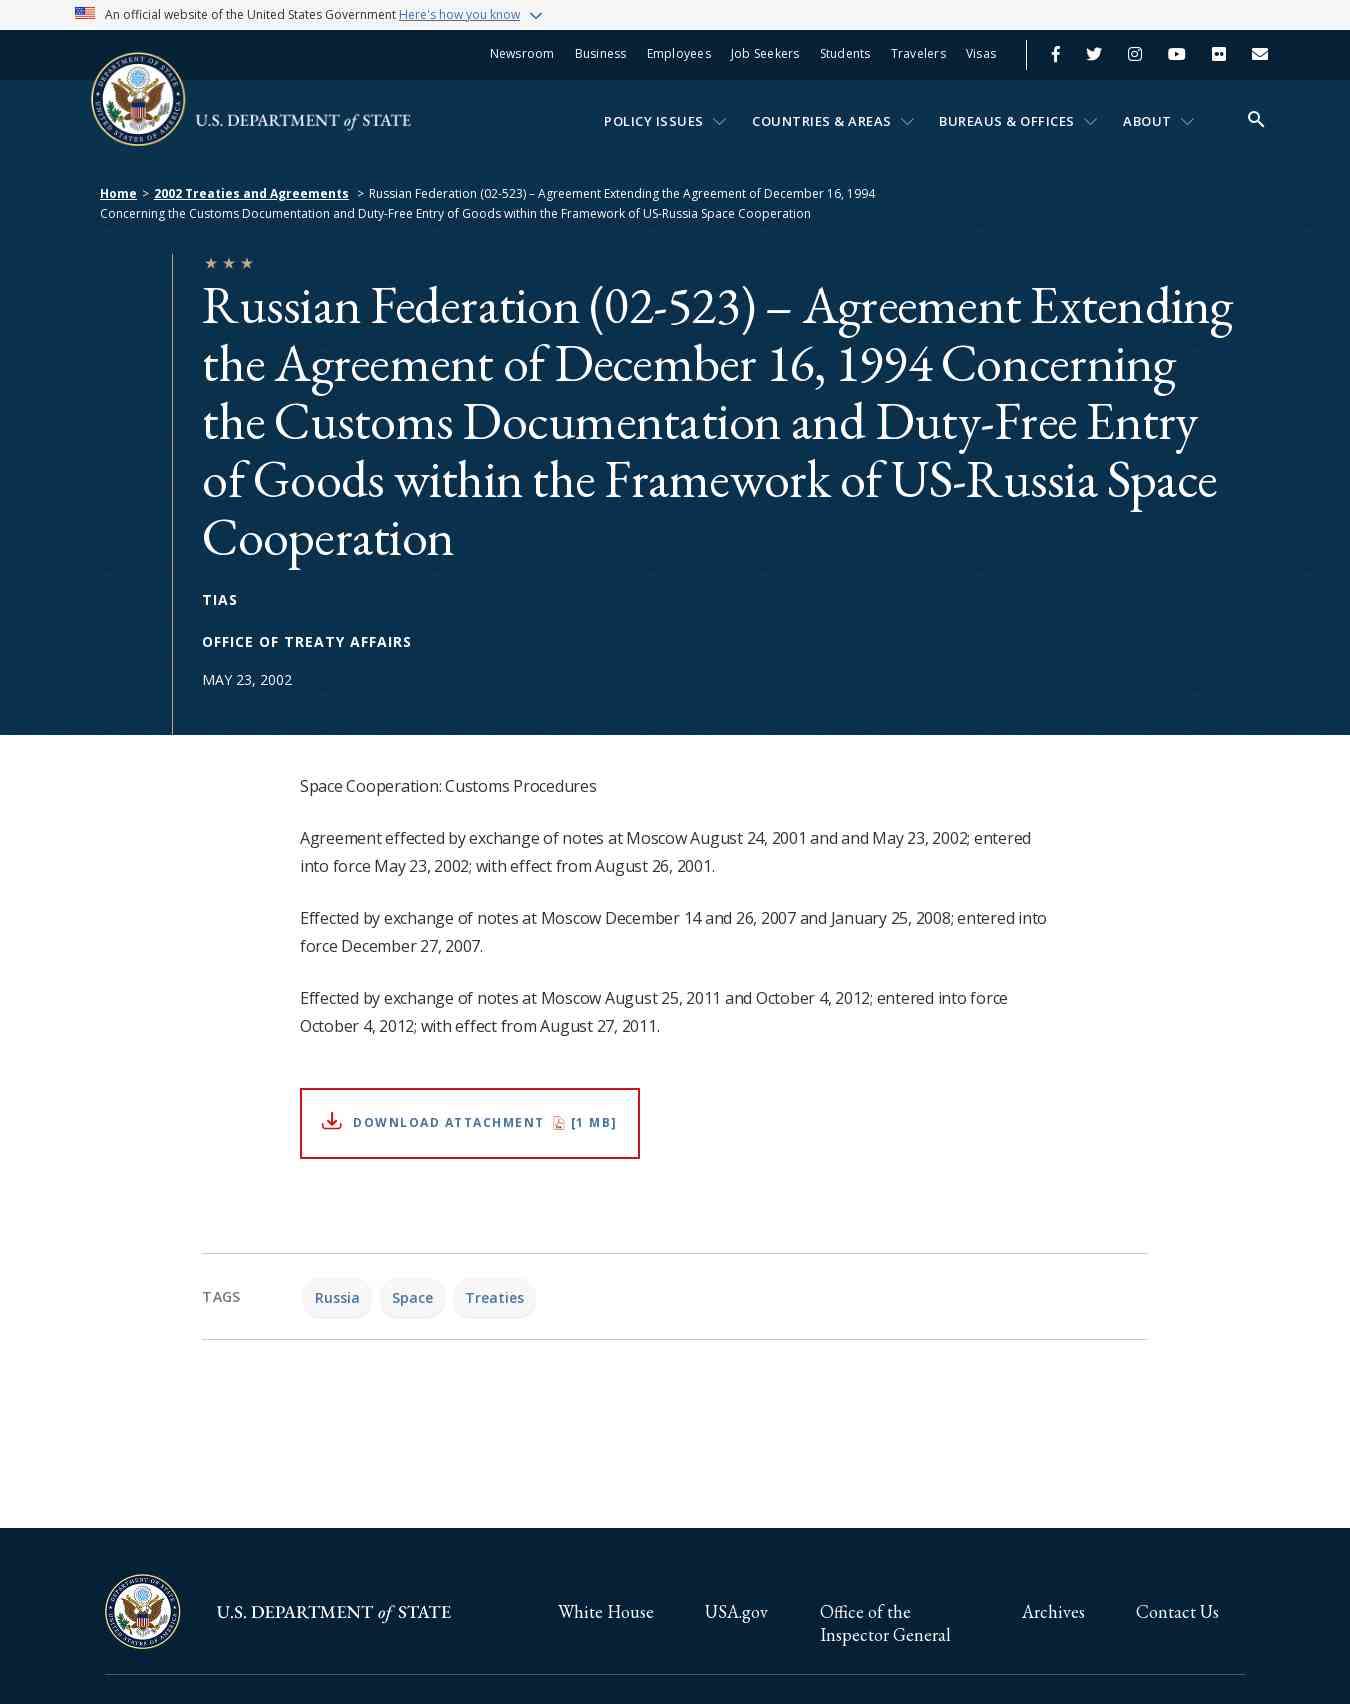 An official website of the United States Government Here's how you know
Newsroom Business Employees Job Seekers Students Travelers Visas
U.S. DEPARTMENT of STATE
POLICY ISSUES COUNTRIES & AREAS BUREAUS & OFFICES ABOUT
Home > 2002 Treaties and Agreements > Russian Federation (02-523) – Agreement Extending the Agreement of December 16, 1994
Concerning the Customs Documentation and Duty-Free Entry of Goods within the Framework of US-Russia Space Cooperation
Russian Federation (02-523) – Agreement Extending
the Agreement of December 16, 1994 Concerning
the Customs Documentation and Duty-Free Entry
of Goods within the Framework of US-Russia Space
Cooperation
TIAS
OFFICE OF TREATY AFFAIRS
MAY 23, 2002
Space Cooperation: Customs Procedures
Agreement effected by exchange of notes at Moscow August 24, 2001 and and May 23, 2002; entered
into force May 23, 2002; with effect from August 26, 2001.
Effected by exchange of notes at Moscow December 14 and 26, 2007 and January 25, 2008; entered into
force December 27, 2007.
Effected by exchange of notes at Moscow August 25, 2011 and October 4, 2012; entered into force
October 4, 2012; with effect from August 27, 2011.
DOWNLOAD ATTACHMENT [1 MB]
TAGS Russia Space Treaties
U.S. DEPARTMENT of STATE
White House USA.gov Office of the Archives Contact Us
Inspector General